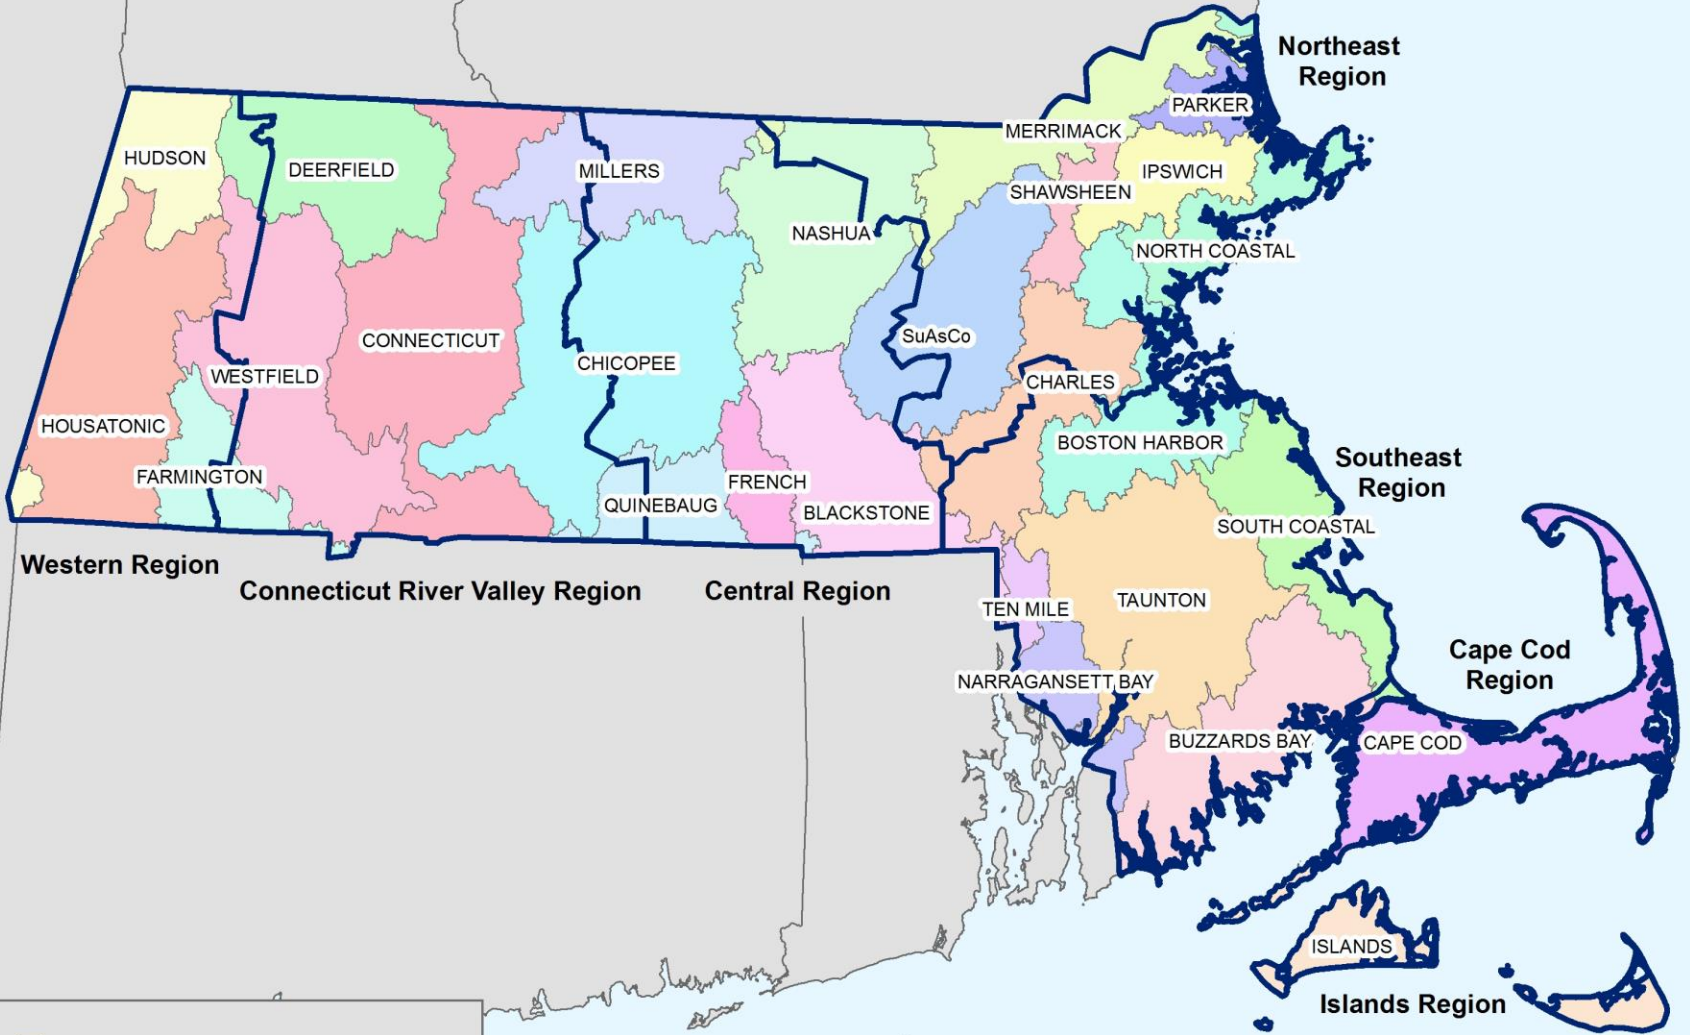 Northeast
Region
PARKER
MERRIMACK
HUDSON
DEERFIELD
MILLERS
IPSWICH
SHAWSHEEN
NASHUA
NORTH COASTAL
SuAsCo
CONNECTICUT
CHICOPEE
WESTFIELD
CHARLES
HOUSATONIC
BOSTON HARBOR
Southeast
Region
FARMINGTON
FRENCH
QUINEBAUG
BLACKSTONE
SOUTH COASTAL
Western Region
Connecticut River Valley Region
Central Region
TEN MILE
TAUNTON
Cape Cod
Region
NARRAGANSETT BAY
BUZZARDS BAY
CAPE COD
ISLANDS
Islands Region